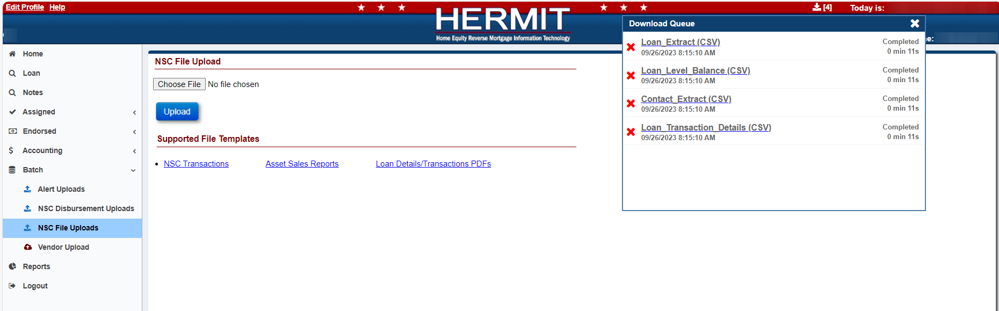 Edit Profile Help
[4] Today is:
HERMIT
Home Equity Reverse Mortgage Information Technology
e:
Home
Loan
Notes
Assigned
Endorsed
Accounting
Batch
Alert Uploads
NSC Disbursement Uploads
NSC File Uploads
Vendor Upload
Reports
Logout
NSC File Upload
Choose File No file chosen
Upload
Supported File Templates
NSC Transactions Asset Sales Reports Loan Details/Transactions PDFs
Download Queue
Loan_Extract (CSV) Completed
09/26/2023 8:15:10 AM 0 min 11s
Loan_Level_Balance (CSV) Completed
09/26/2023 8:15:10 AM 0 min 11s
Contact_Extract (CSV) Completed
09/26/2023 8:15:10 AM 0 min 11s
Loan_Transaction_Details (CSV) Completed
09/26/2023 8:15:10 AM 0 min 11s